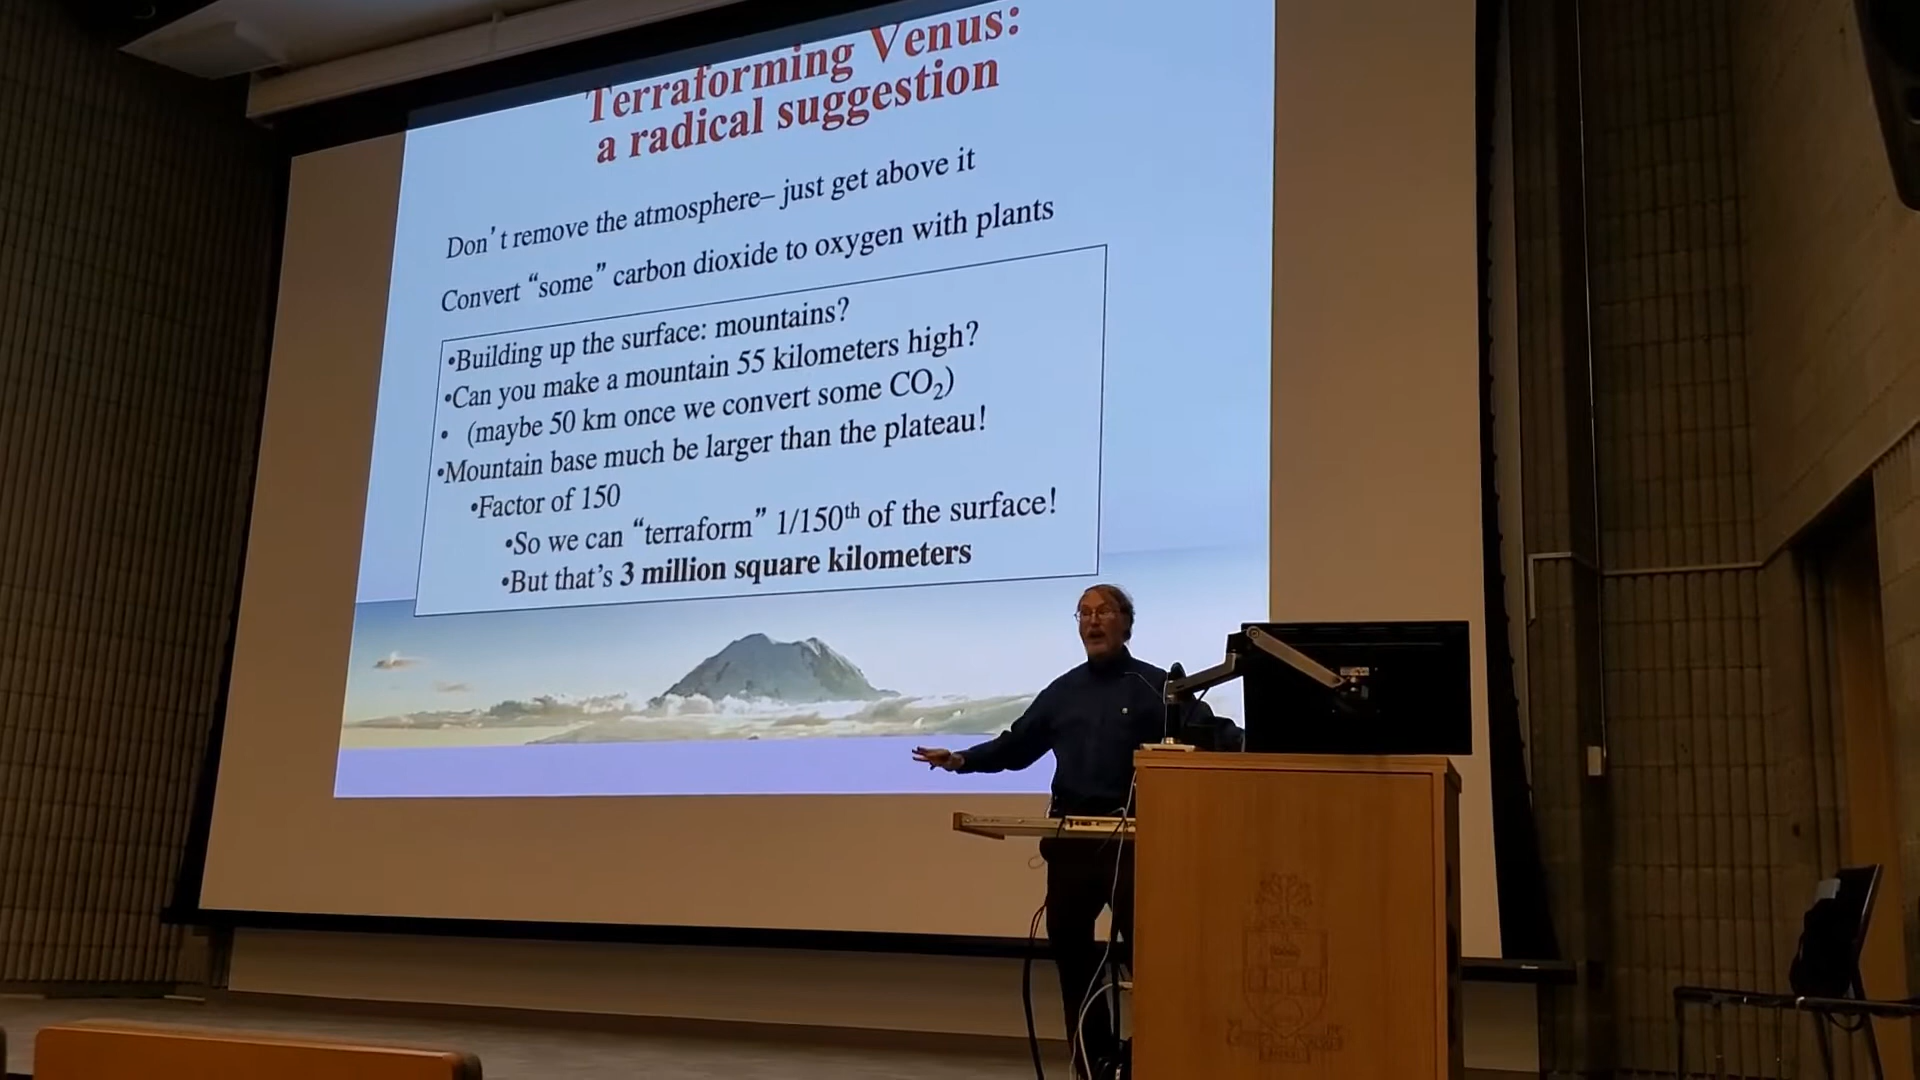 Terraforming Venus:
a radical suggestion
Don't remove the atmosphere– just get above it
Convert “some” carbon dioxide to oxygen with plants
•Building up the surface: mountains?
•Can you make a mountain 55 kilometers high?
• (maybe 50 km once we convert some CO₂)
•Mountain base much be larger than the plateau!
•Factor of 150
•So we can “terraform” 1/150th of the surface!
•But that's 3 million square kilometers